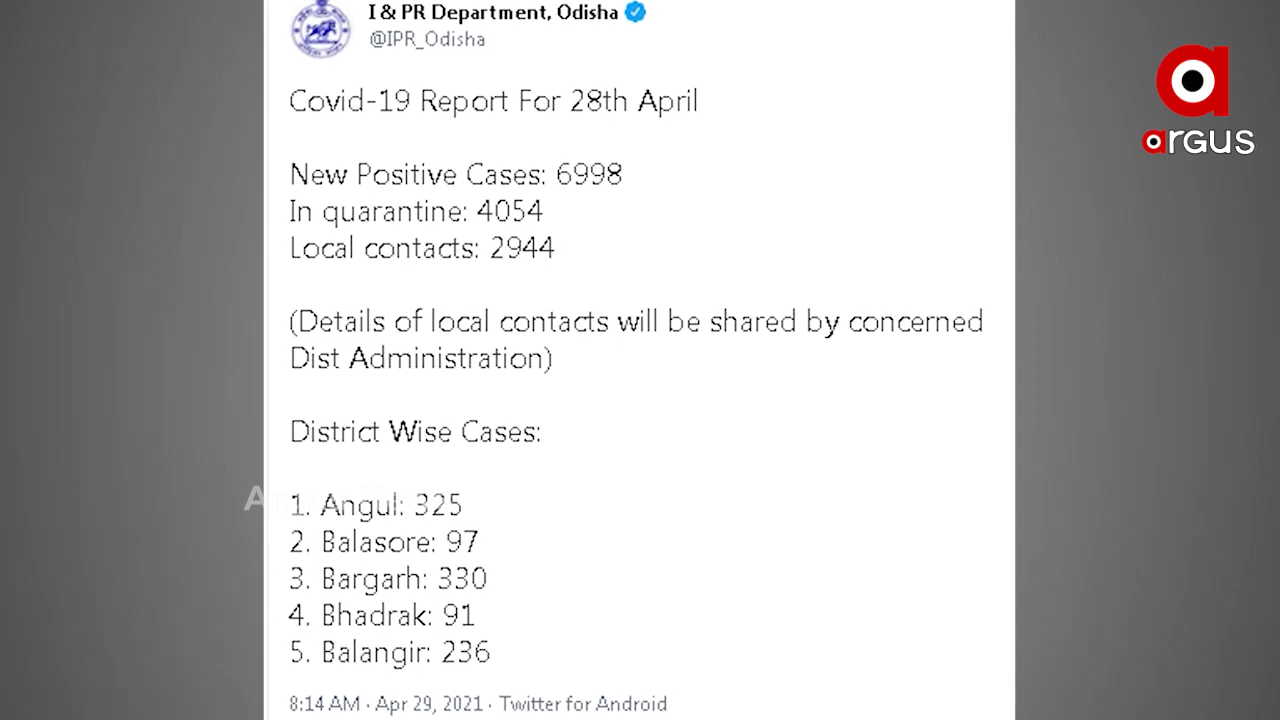 I & PR Department, Odisha
@IPR_Odisha
Covid-19 Report For 28th April
New Positive Cases: 6998
In quarantine: 4054
Local contacts: 2944
(Details of local contacts will be shared by concerned
Dist Administration)
District Wise Cases:
1. Angul: 325
2. Balasore: 97
3. Bargarh: 330
4. Bhadrak: 91
5. Balangir: 236
8:14 AM · Apr 29, 2021 · Twitter for Android
argus